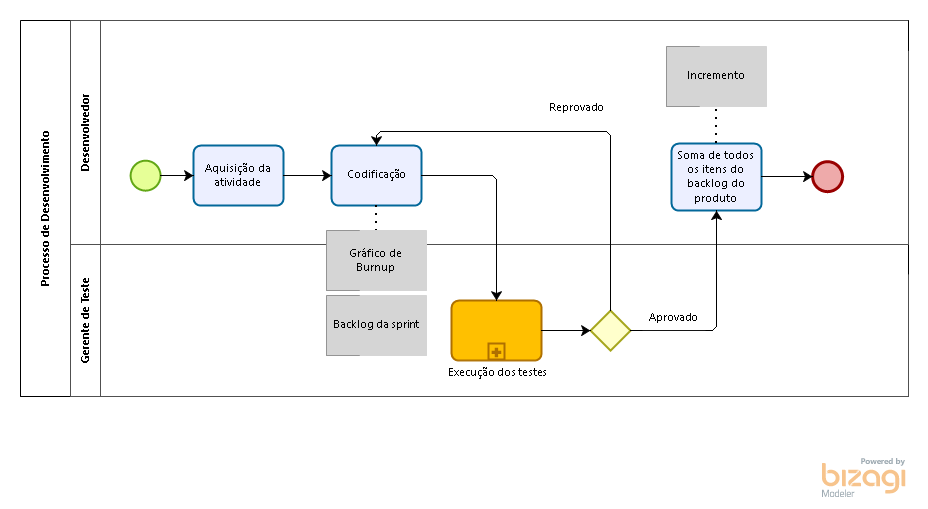 Processo de Desenvolvimento
Desenvolvedor
Aquisição da
atividade
Codificação
Reprovado
Incremento
Soma de todos
os itens do
backlog do
produto
Gráfico de
Burnup
Backlog da sprint
Gerente de Teste
Execução dos testes
Aprovado
Powered by
bizagi
Modeler